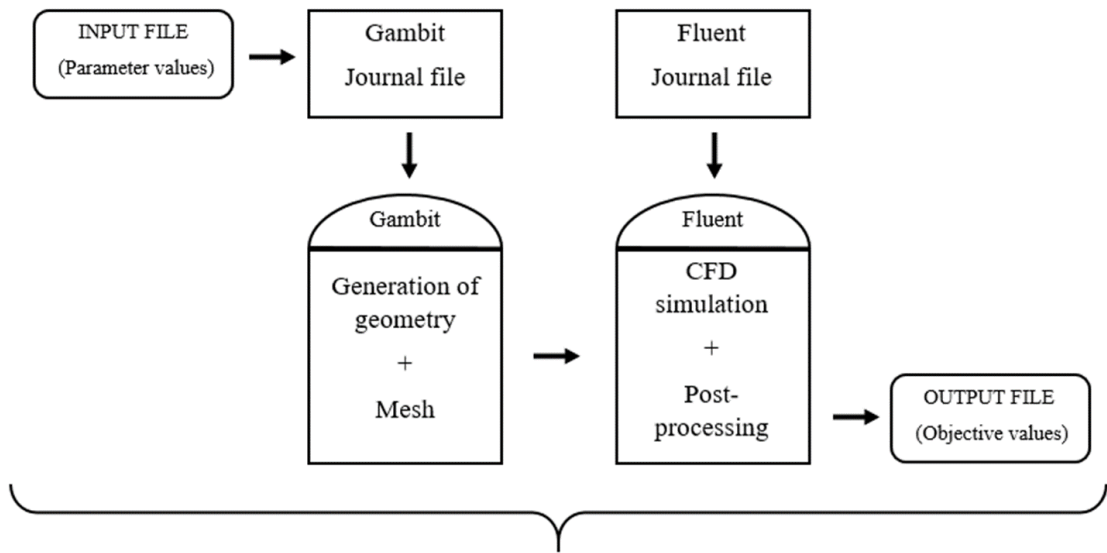 INPUT FILE
(Parameter values)
Gambit
Journal file
Fluent
Journal file
Gambit
Generation of
geometry
+
Mesh
Fluent
CFD
simulation
+
Post-
processing
OUTPUT FILE
(Objective values)